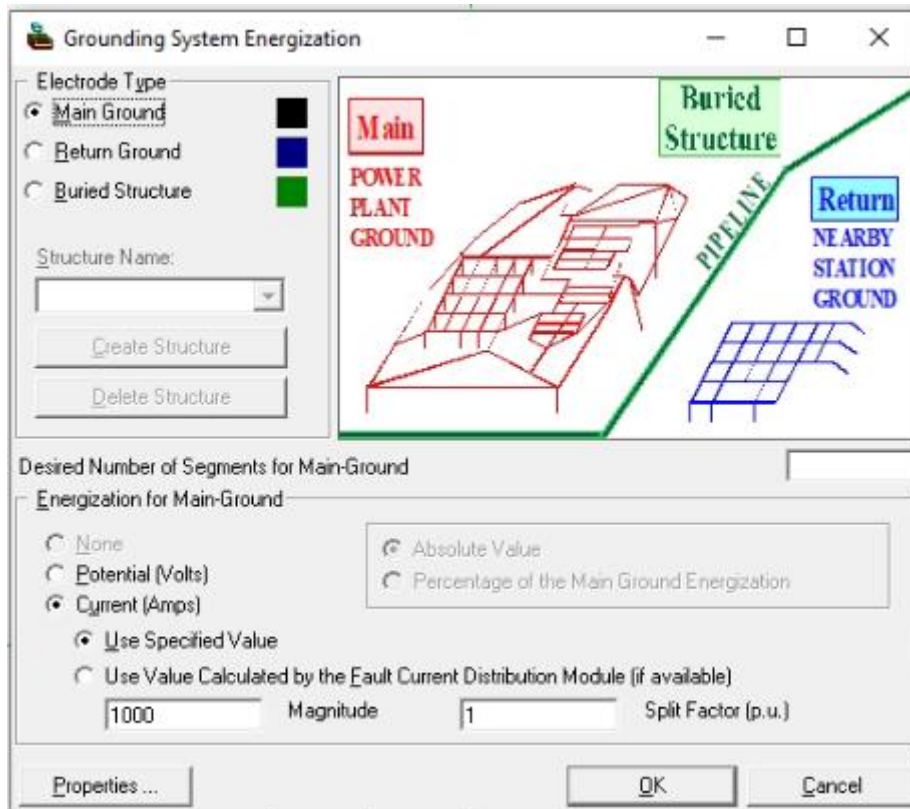 Grounding System Energization
Electrode Type
Main Ground
Return Ground
Buried Structure
Structure Name:
Create Structure
Delete Structure
Main
POWER
PLANT
GROUND
Buried
Structure
PIPELINE
Return
NEARBY
STATION
GROUND
Desired Number of Segments for Main-Ground
Energization for Main-Ground
None
Potential (Volts)
Current (Amps)
Absolute Value
Percentage of the Main Ground Energization
Use Specified Value
Use Value Calculated by the Fault Current Distribution Module (if available)
1000 Magnitude 1 Split Factor (p.u.)
Properties ... OK Cancel